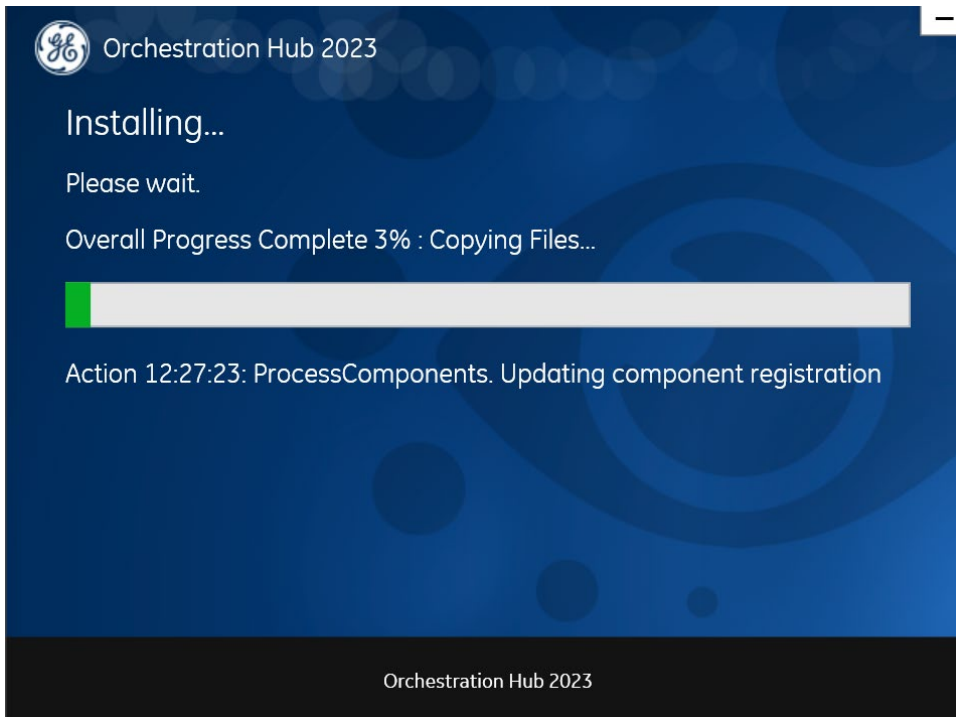 GE
Orchestration Hub 2023
Installing...
Please wait.
Overall Progress Complete 3% : Copying Files...
Action 12:27:23: ProcessComponents. Updating component registration
Orchestration Hub 2023